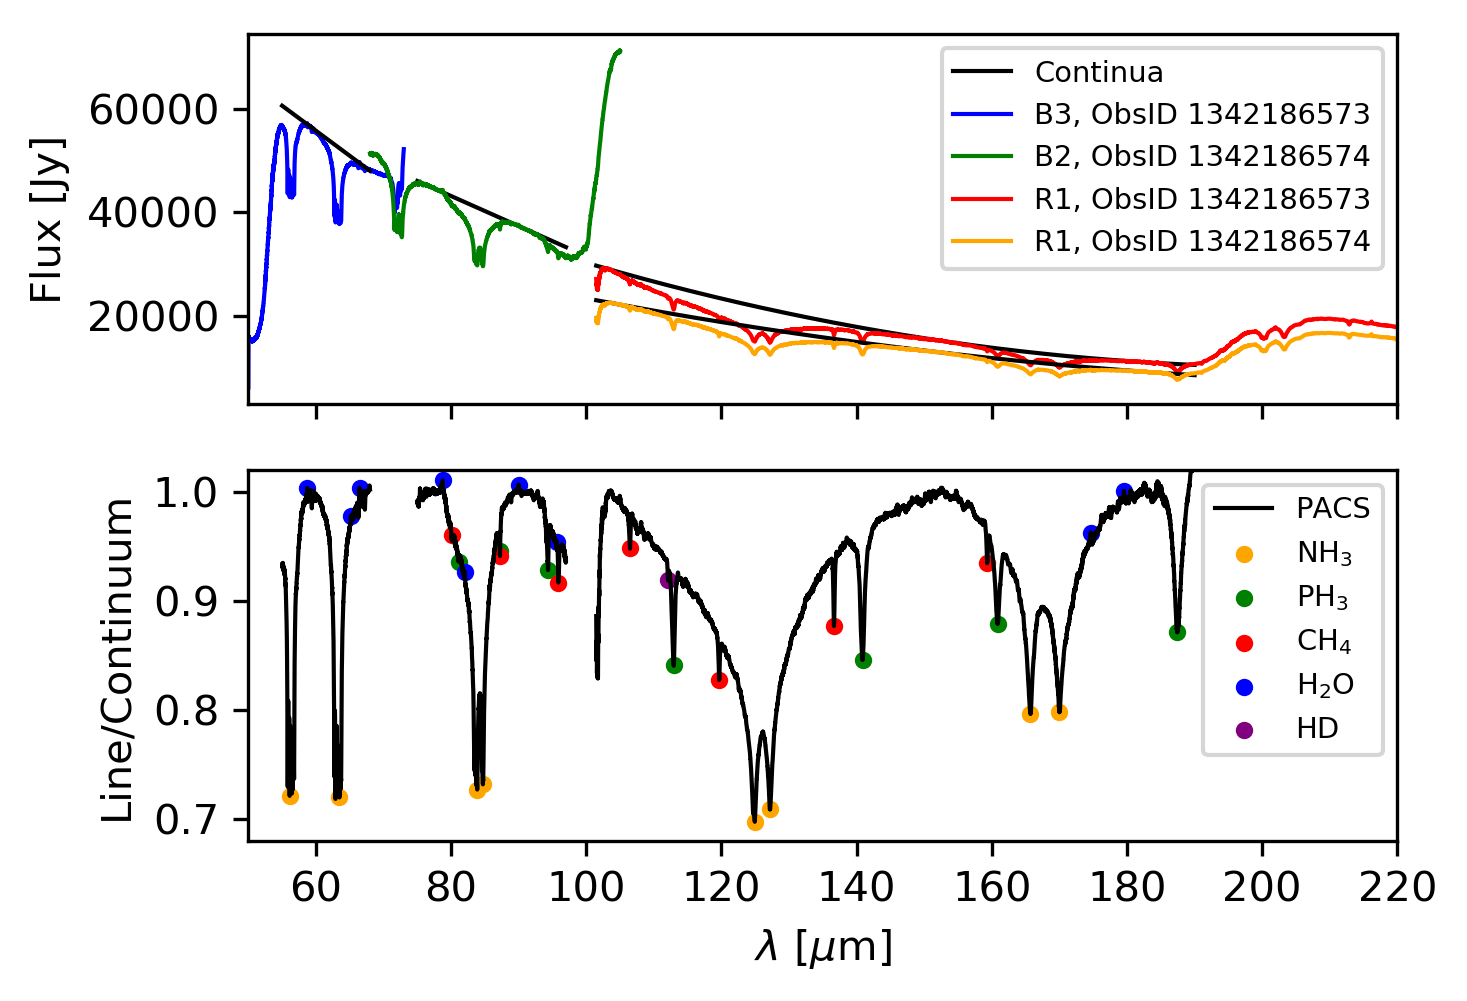 Flux [Jy]
60000
40000
20000
Continua
B3, ObsID 1342186573
B2, ObsID 1342186574
R1, ObsID 1342186573
R1, ObsID 1342186574
Line/Continuum
1.0
0.9
0.8
0.7
PACS
NH₃
PH₃
CH₄
H₂O
HD
60 80 100 120 140 160 180 200 220
λ [μm]